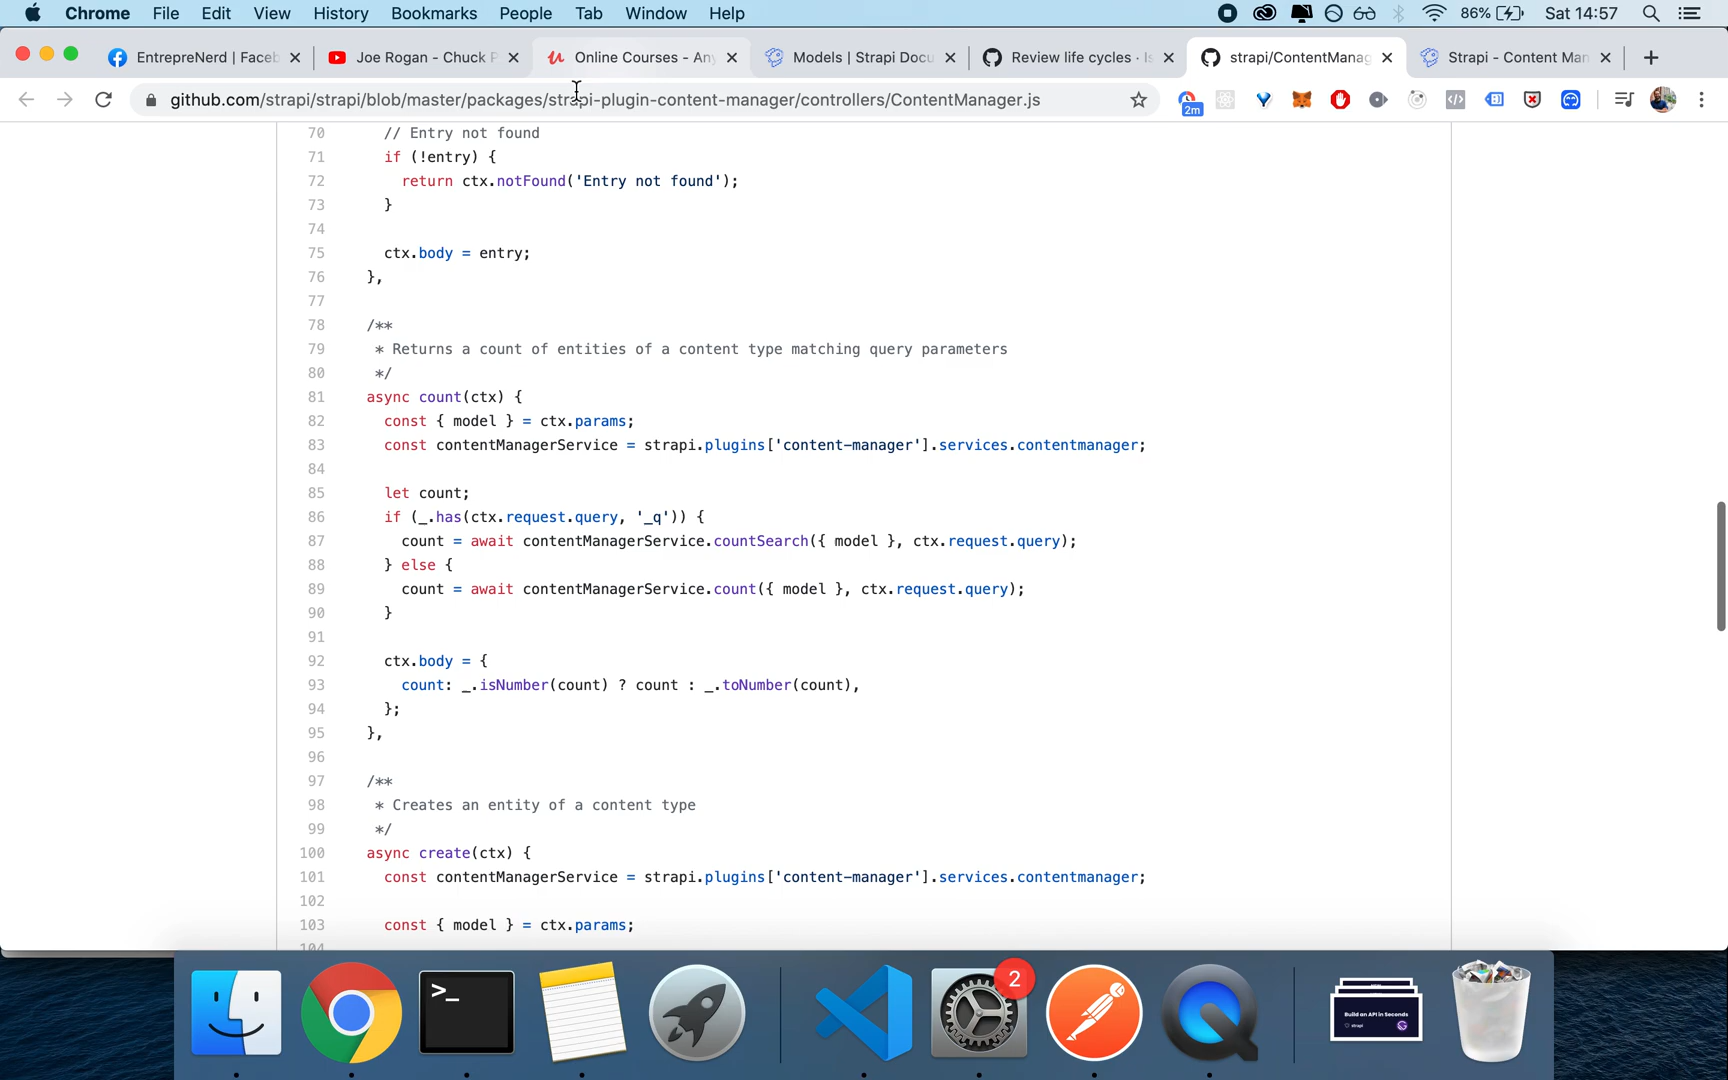 Chrome File Edit View History Bookmarks People Tab Window Help 86% Sat 14:57
EntrepreNerd | Faceb Joe Rogan - Chuck P Online Courses - Any Models | Strapi Docu Review life cycles · Is strapi/ContentManag Strapi - Content Man
github.com/strapi/strapi/blob/master/packages/strapi-plugin-content-manager/controllers/ContentManager.js 2m
70 // Entry not found
71 if (!entry) {
72 return ctx.notFound('Entry not found');
73 }
74
75 ctx.body = entry;
76 },
77
78 /**
79 * Returns a count of entities of a content type matching query parameters
80 */
81 async count(ctx) {
82 const { model } = ctx.params;
83 const contentManagerService = strapi.plugins['content-manager'].services.contentmanager;
84
85 let count;
86 if (_.has(ctx.request.query, '_q')) {
87 count = await contentManagerService.countSearch({ model }, ctx.request.query);
88 } else {
89 count = await contentManagerService.count({ model }, ctx.request.query);
90 }
91
92 ctx.body = {
93 count: _.isNumber(count) ? count : _.toNumber(count),
94 };
95 },
96
97 /**
98 * Creates an entity of a content type
99 */
100 async create(ctx) {
101 const contentManagerService = strapi.plugins['content-manager'].services.contentmanager;
102
103 const { model } = ctx.params;
104
2
Build an API in Seconds
strapi